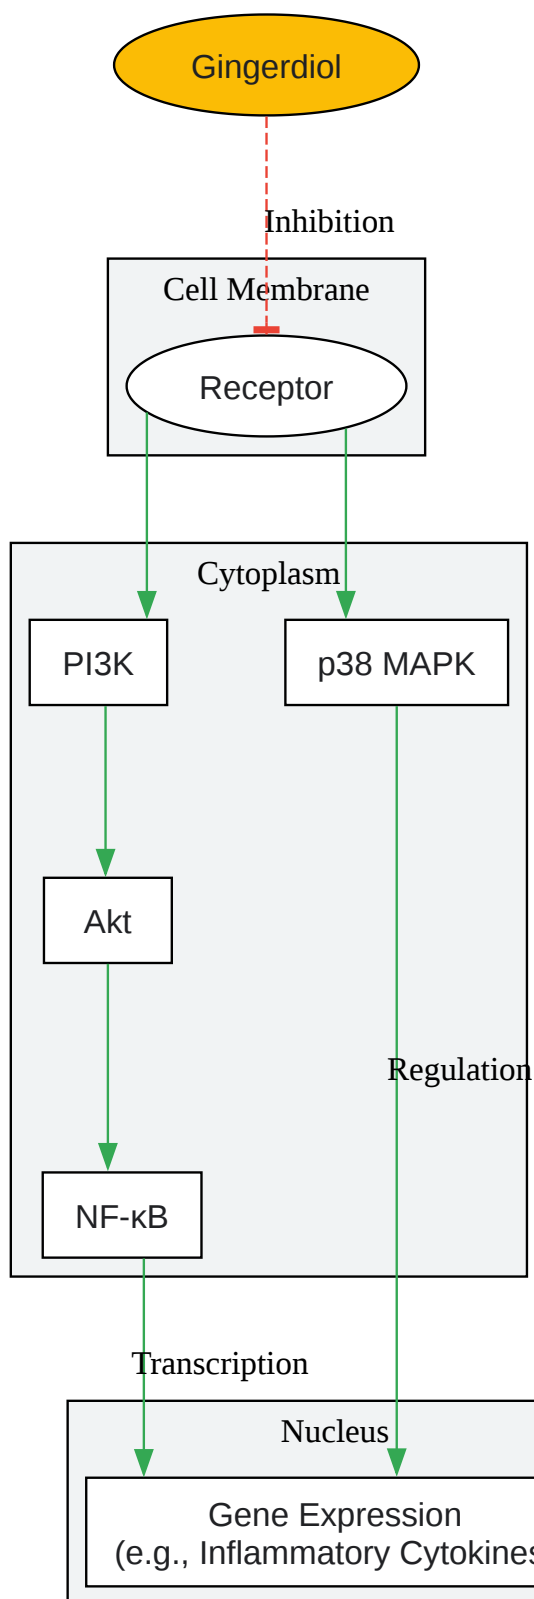 Gingerdiol
Inhibition
Cell Membrane
Receptor
Cytoplasm
PI3K
p38 MAPK
Akt
Regulation
NF-κB
Transcription
Nucleus
Gene Expression
(e.g., Inflammatory Cytokines